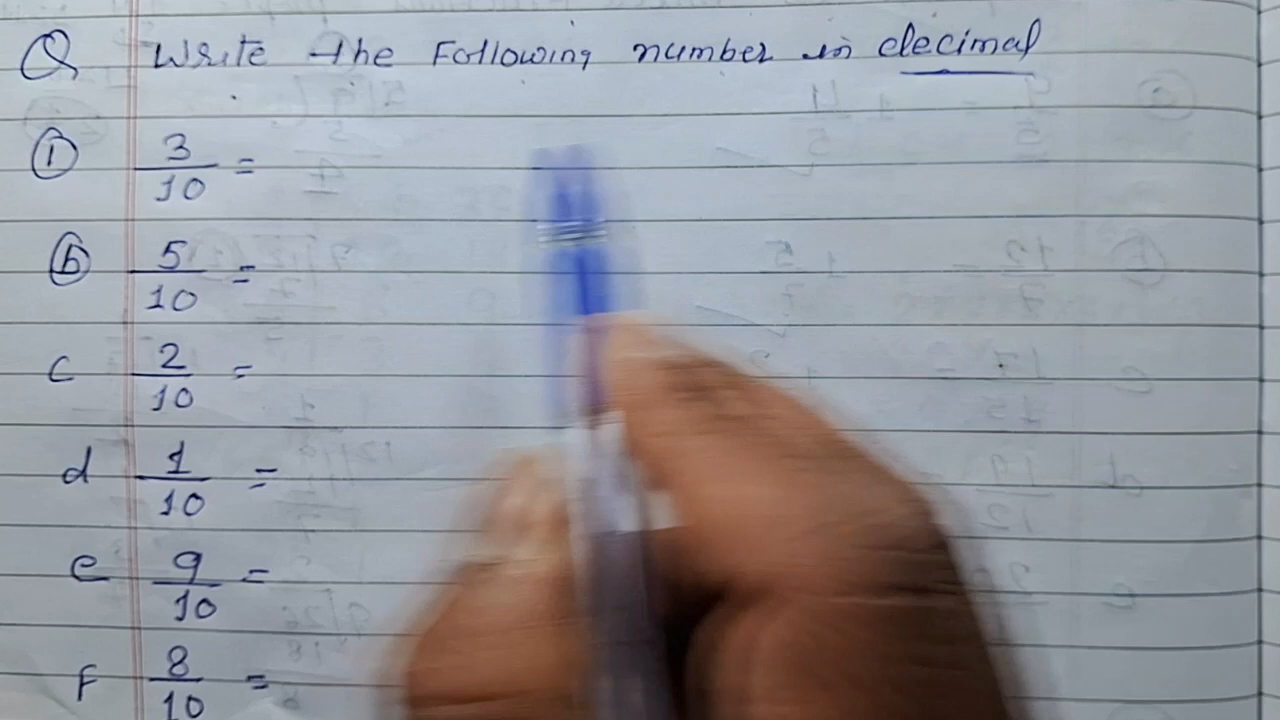 Q Write the Following number in decimal
① 3/10 =
ⓑ 5/10 =
c 2/10 =
d 1/10 =
e 9/10 =
F 8/10 =